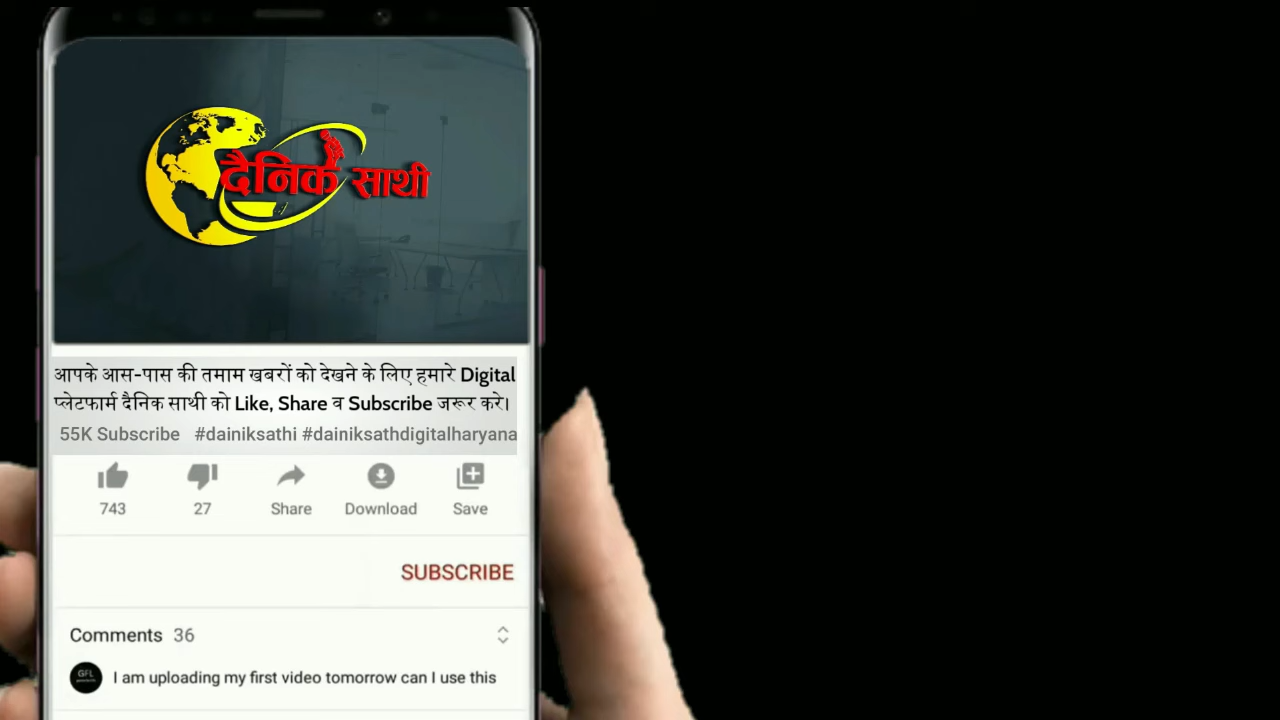 दैनिक साथी
आपके आस-पास की तमाम खबरों को देखने के लिए हमारे Digital
प्लेटफार्म दैनिक साथी को Like, Share व Subscribe जरूर करे।
55K Subscribe #dainiksathi #dainiksathdigitalharyana
743 27 Share Download Save
SUBSCRIBE
Comments 36
GFL
I am uploading my first video tomorrow can I use this